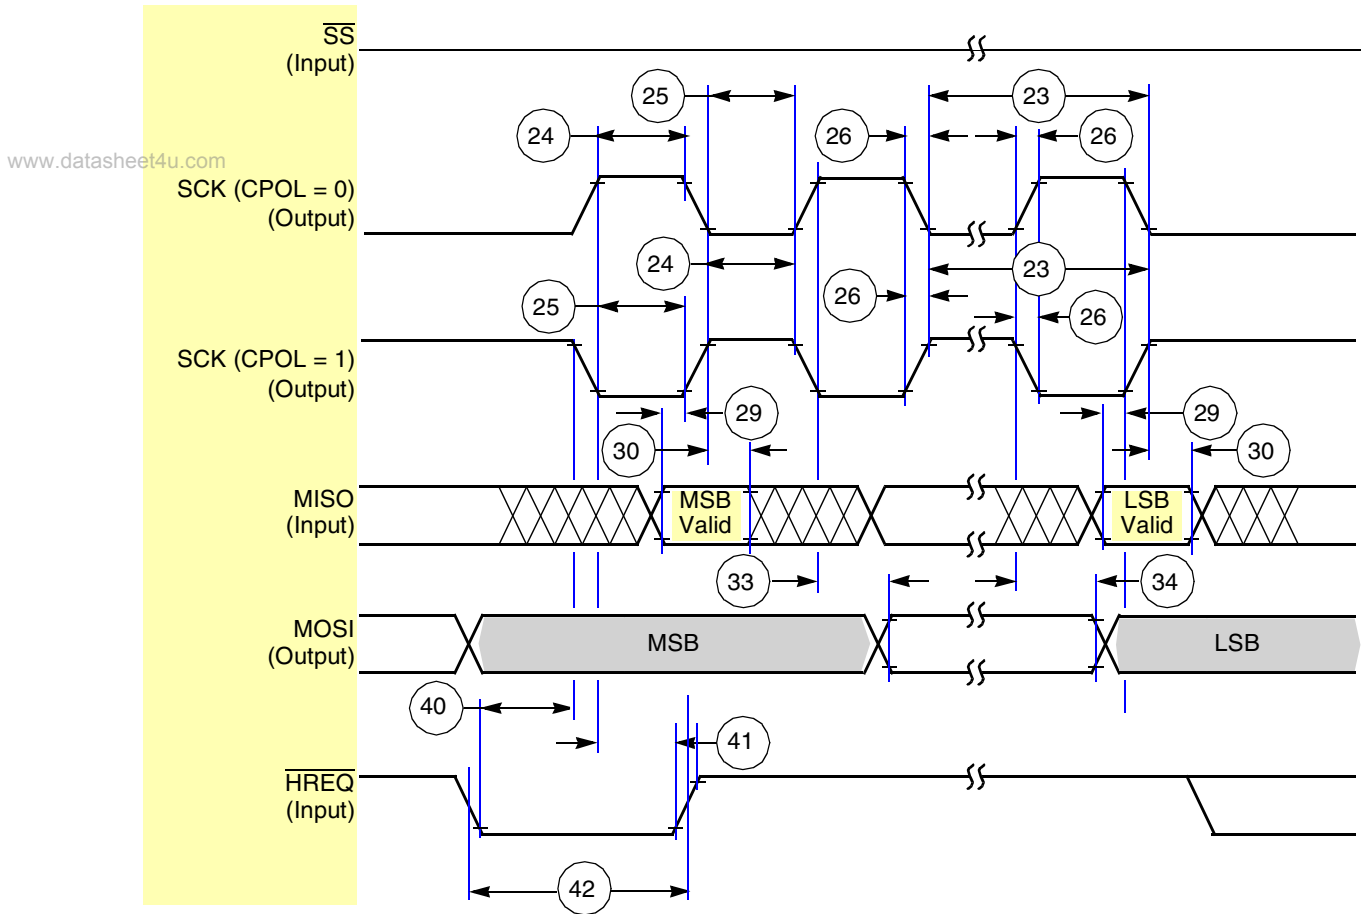 SS
(Input)
25
23
24
26
26
www.datasheet4u.com
SCK (CPOL = 0)
(Output)
24
23
25
26
26
SCK (CPOL = 1)
(Output)
29
29
30
30
MISO
(Input)
MSB
Valid
LSB
Valid
33
34
MOSI
(Output)
MSB
LSB
40
41
HREQ
(Input)
42